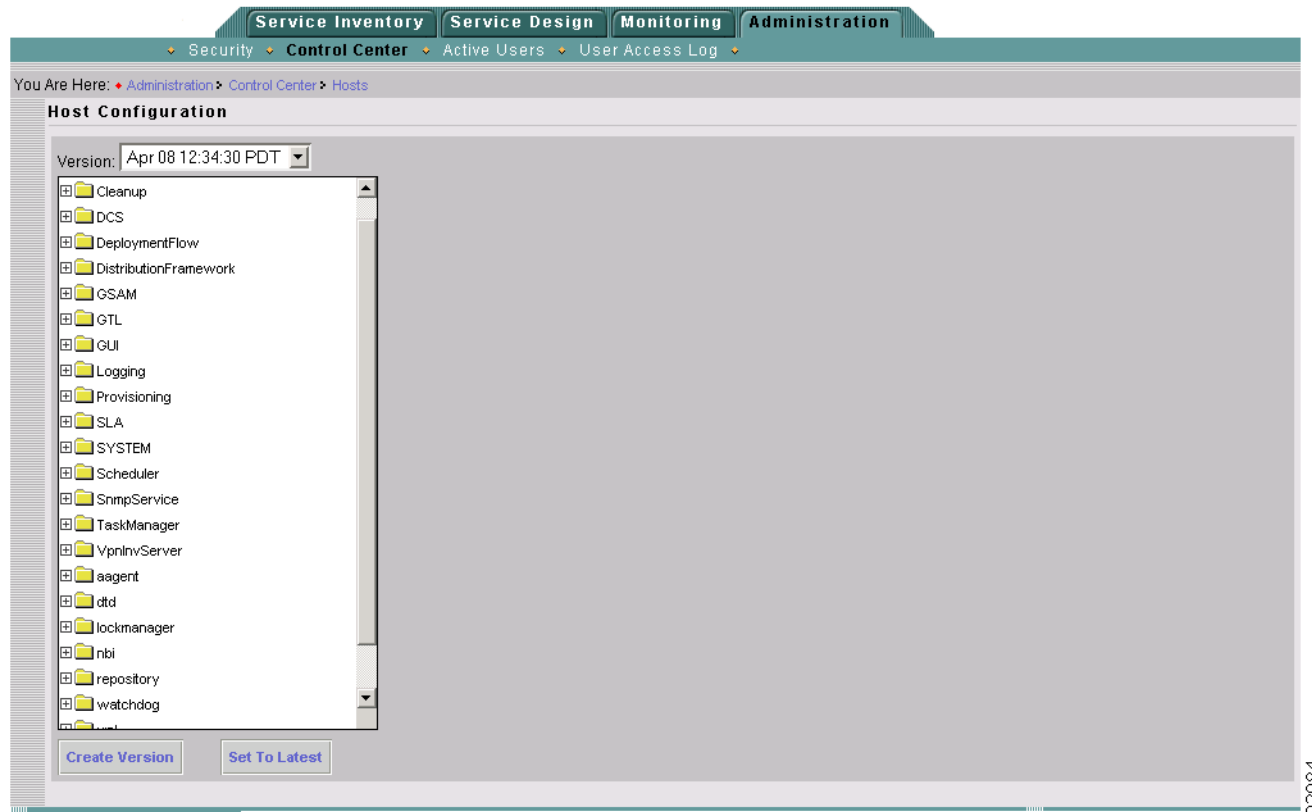 Service Inventory Service Design Monitoring Administration
Security Control Center Active Users User Access Log
You Are Here: Administration Control Center Hosts
Host Configuration
Version: Apr 08 12:34:30 PDT
Cleanup
DCS
DeploymentFlow
DistributionFramework
GSAM
GTL
GUI
Logging
Provisioning
SLA
SYSTEM
Scheduler
SnmpService
TaskManager
VpnInvServer
aagent
dtd
lockmanager
nbi
repository
watchdog
Create Version Set To Latest